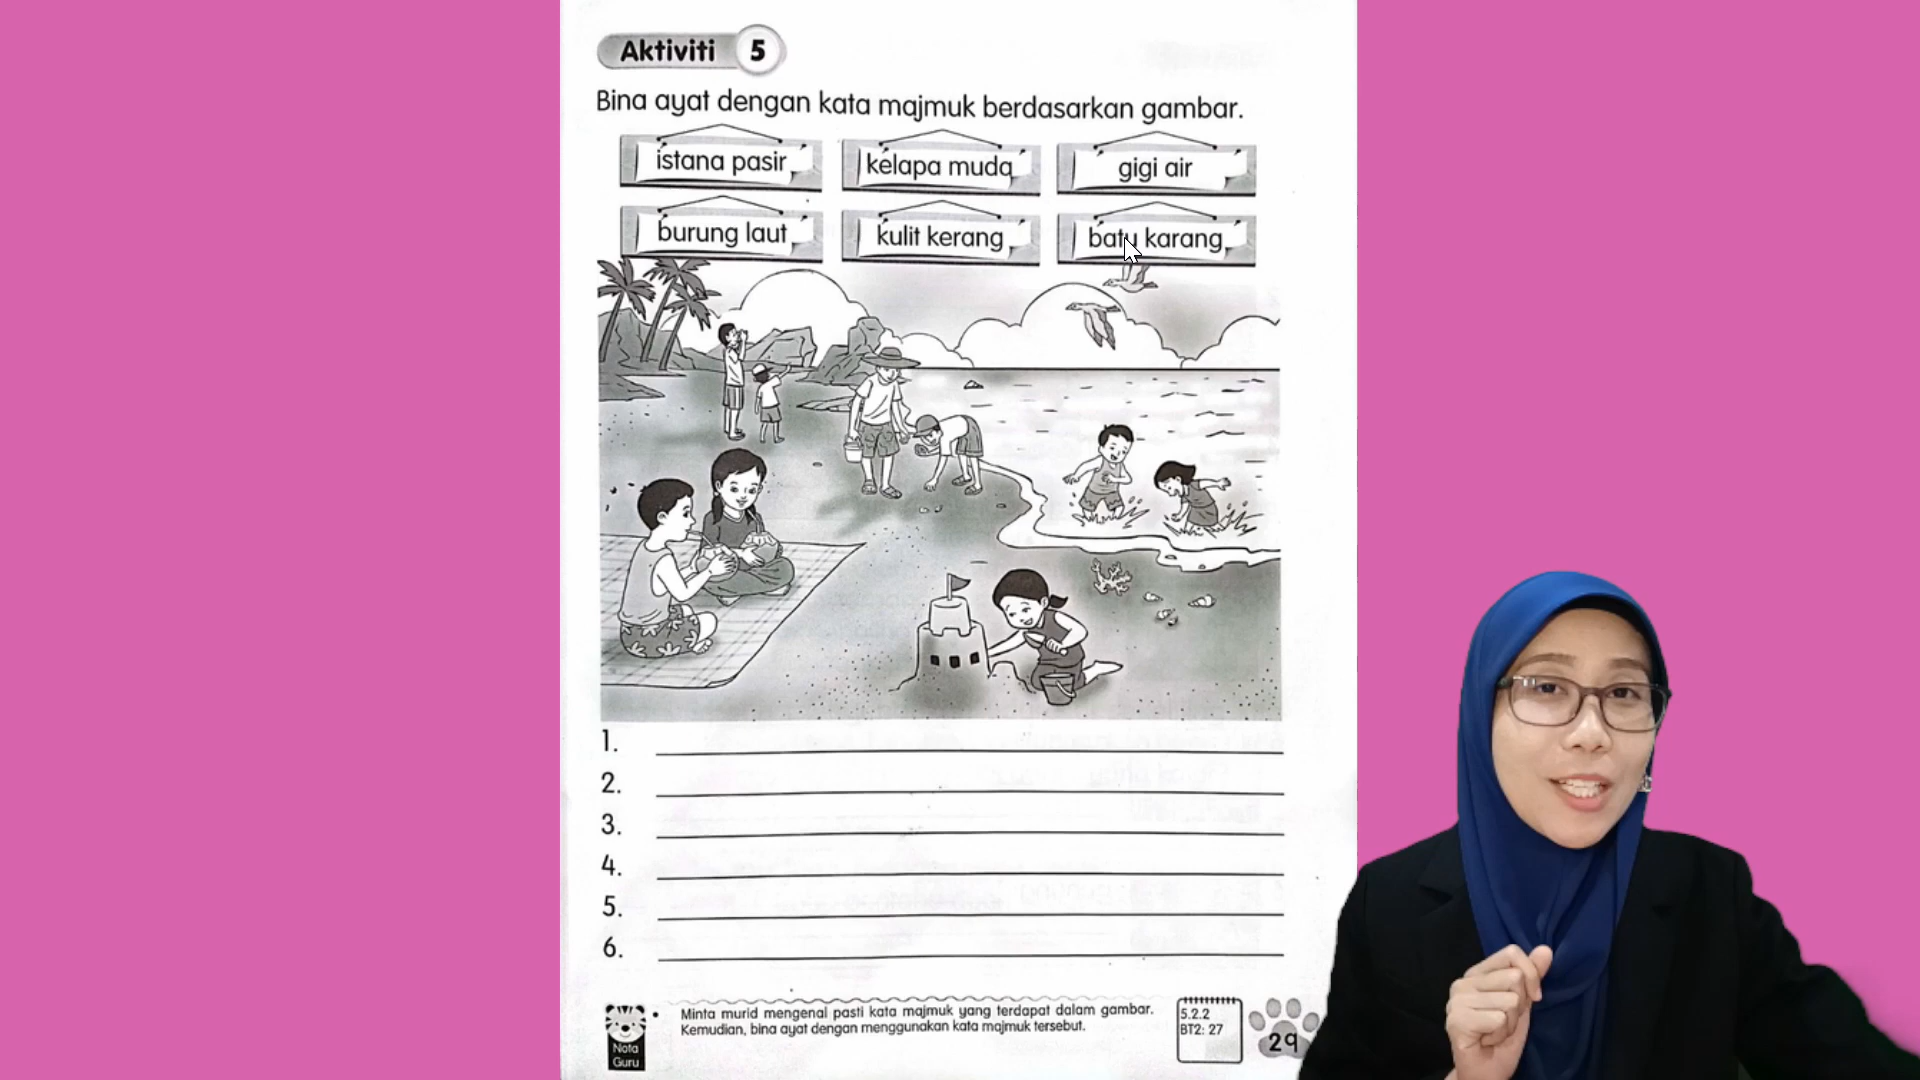 Aktiviti 5
Bina ayat dengan kata majmuk berdasarkan gambar.
istana pasir kelapa muda gigi air
burung laut kulit kerang batu karang
1.
2.
3.
4.
5.
6.
Nota Guru
• Minta murid mengenal pasti kata majmuk yang terdapat dalam gambar.
Kemudian, bina ayat dengan menggunakan kata majmuk tersebut.
5.2.2
BT2: 27
29